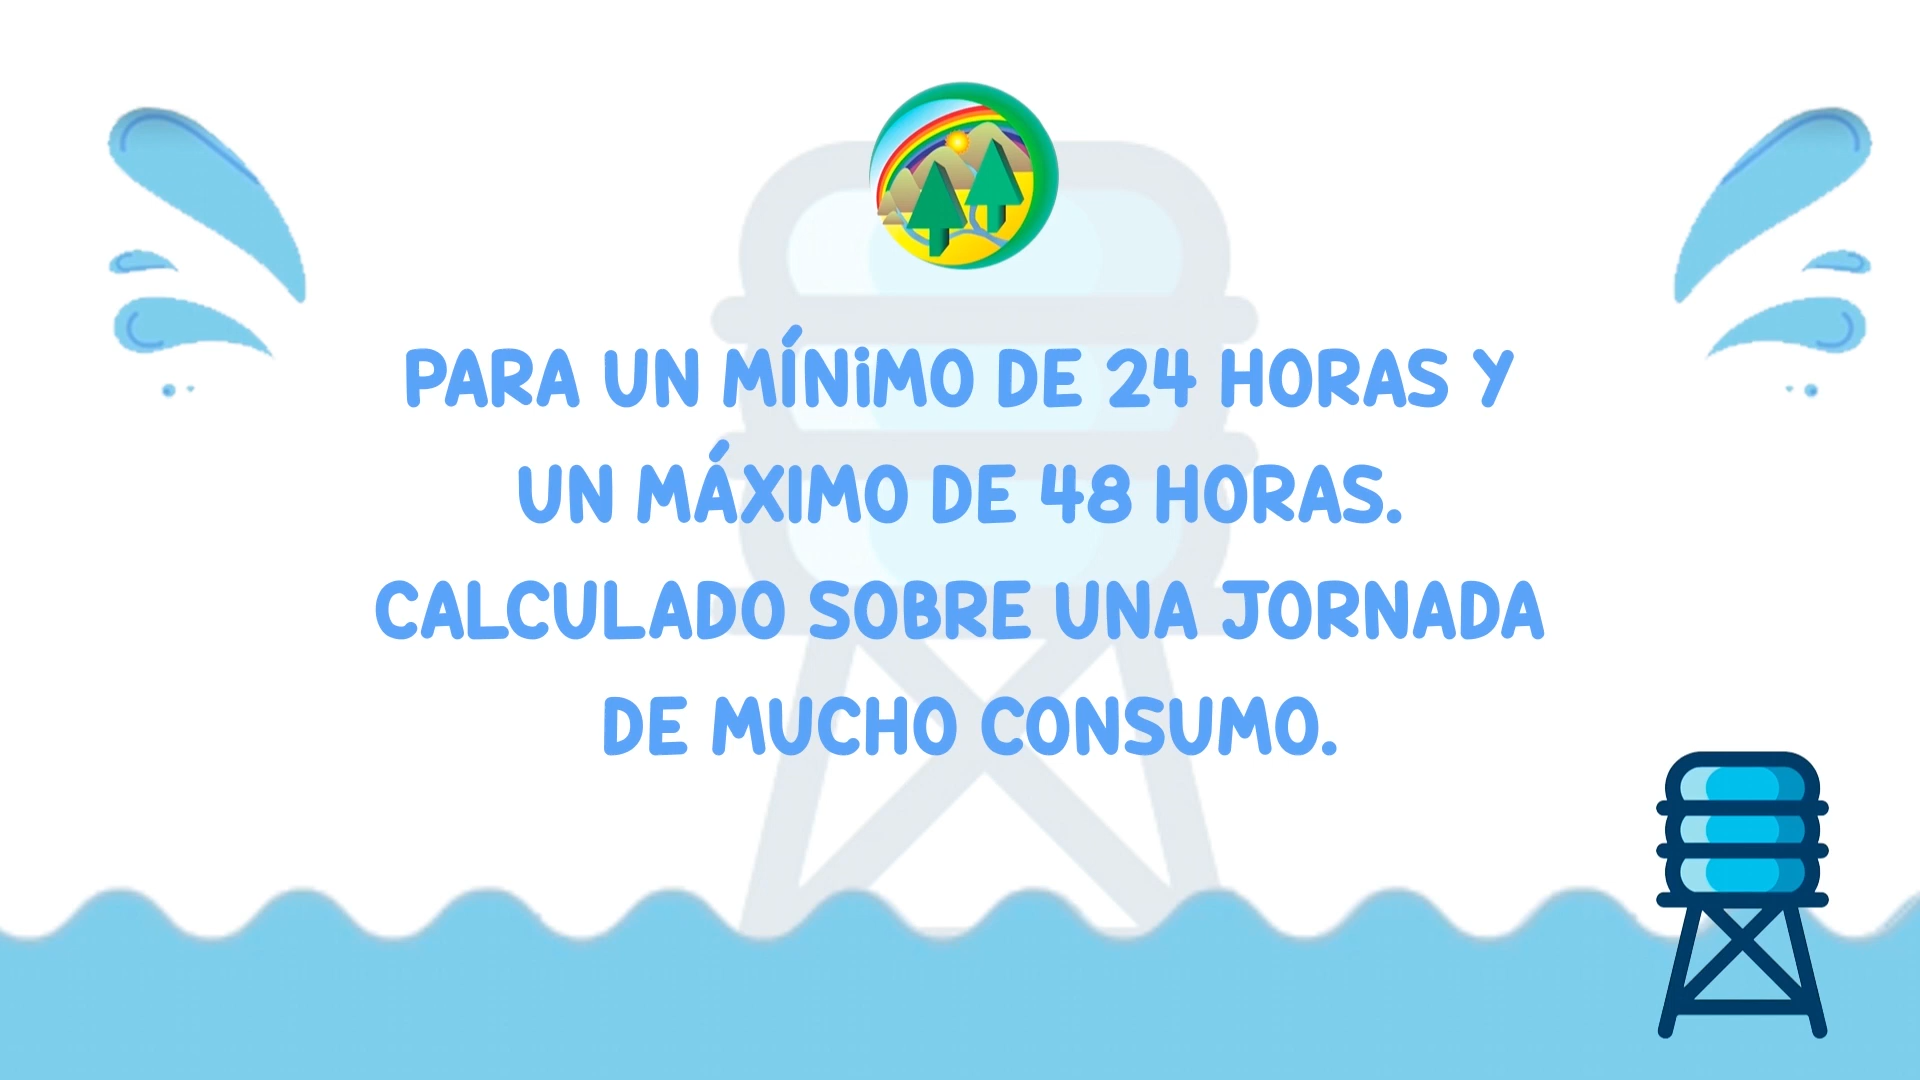 PARA UN MÍNiMO DE 24 HORAS Y
UN MÁXIMO DE 48 HORAS.
CALCULADO SOBRE UNA JORNADA
DE MUCHO CONSUMO.